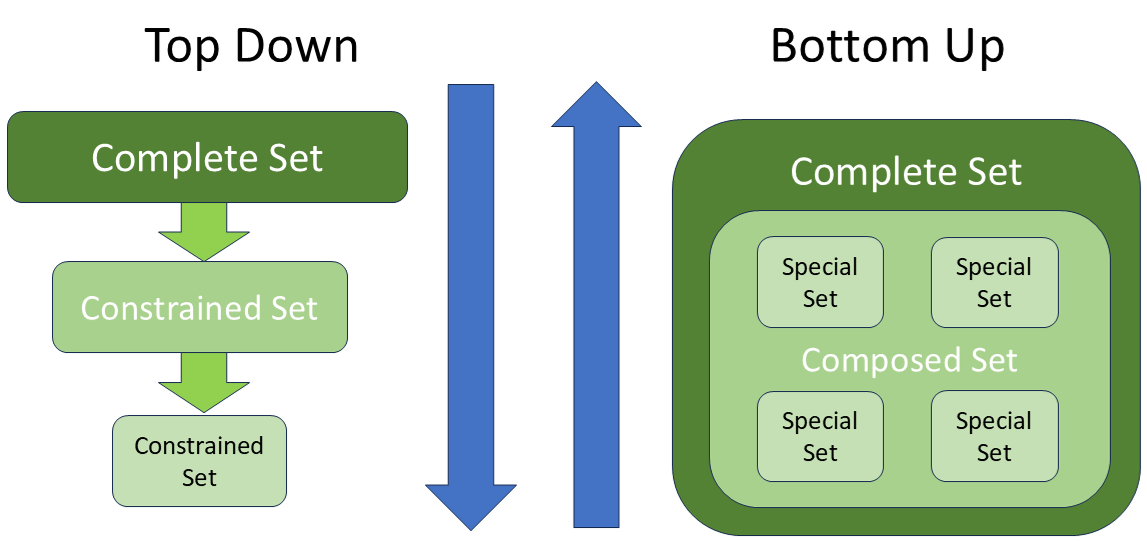 Top Down
Bottom Up
Complete Set
Constrained Set
Constrained
Set
Complete Set
Special
Set
Special
Set
Composed Set
Special
Set
Special
Set